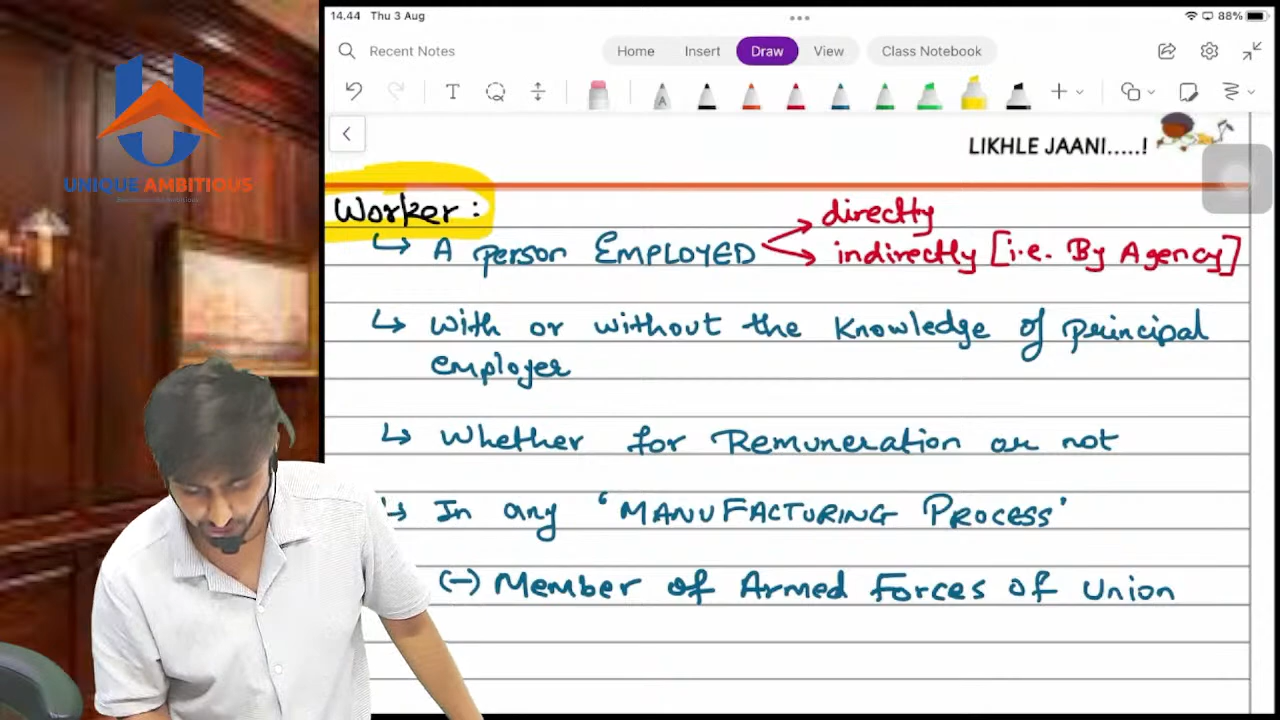 14.44 Thu 3 Aug
88%
Recent Notes
Home Insert Draw View Class Notebook
LIKHLE JAANI.....!
UNIQUE AMBITIOUS
Worker :
directly
A person EMPLOYED
indirectly [i.e. By Agency]
with or without the knowledge of principal
employer
Whether for Remuneration or not
In any 'MANUFACTURING PROCESS'
(-) Member of Armed Forces of Union